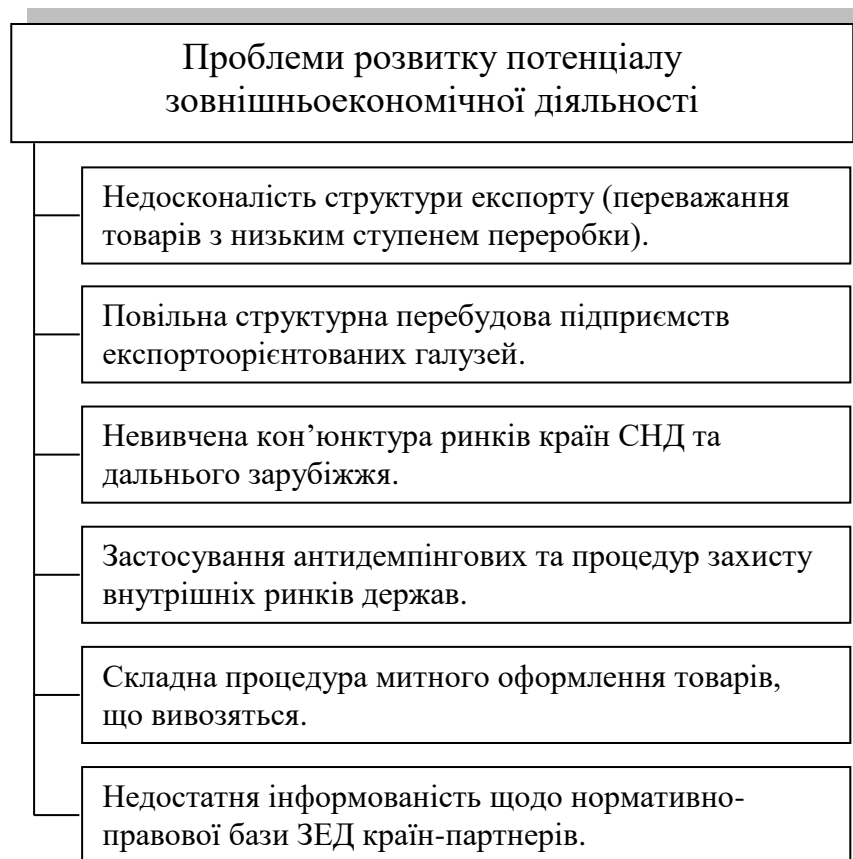 Проблеми розвитку потенціалу
зовнішньоекономічної діяльності
Недосконалість структури експорту (переважання
товарів з низьким ступенем переробки).
Повільна структурна перебудова підприємств
експортоорієнтованих галузей.
Невивчена кон’юнктура ринків країн СНД та
дальнього зарубіжжя.
Застосування антидемпінгових та процедур захисту
внутрішніх ринків держав.
Складна процедура митного оформлення товарів,
що вивозяться.
Недостатня інформованість щодо нормативно-
правової бази ЗЕД країн-партнерів.